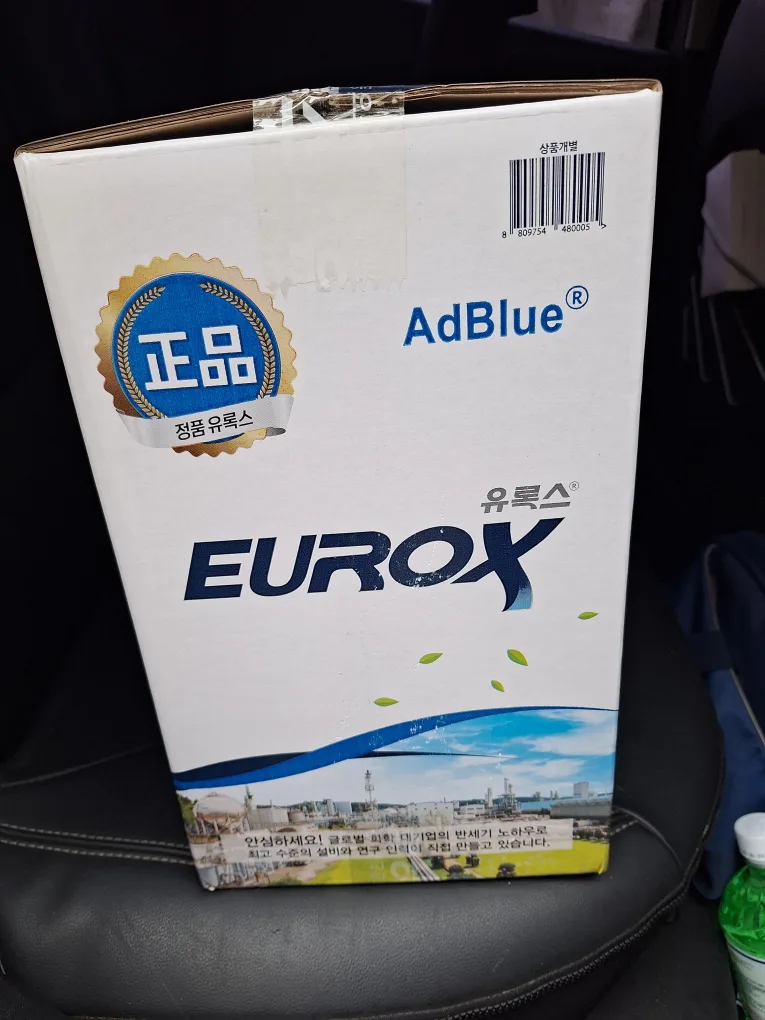 상품개별
8 809754 480005 >
AdBlue®
正品
정품 유록스
유록스®
EUROX
안심하세요! 글로벌 화학 대기업의 반세기 노하우로
최고 수준의 설비와 연구 인력이 직접 만들고 있습니다.